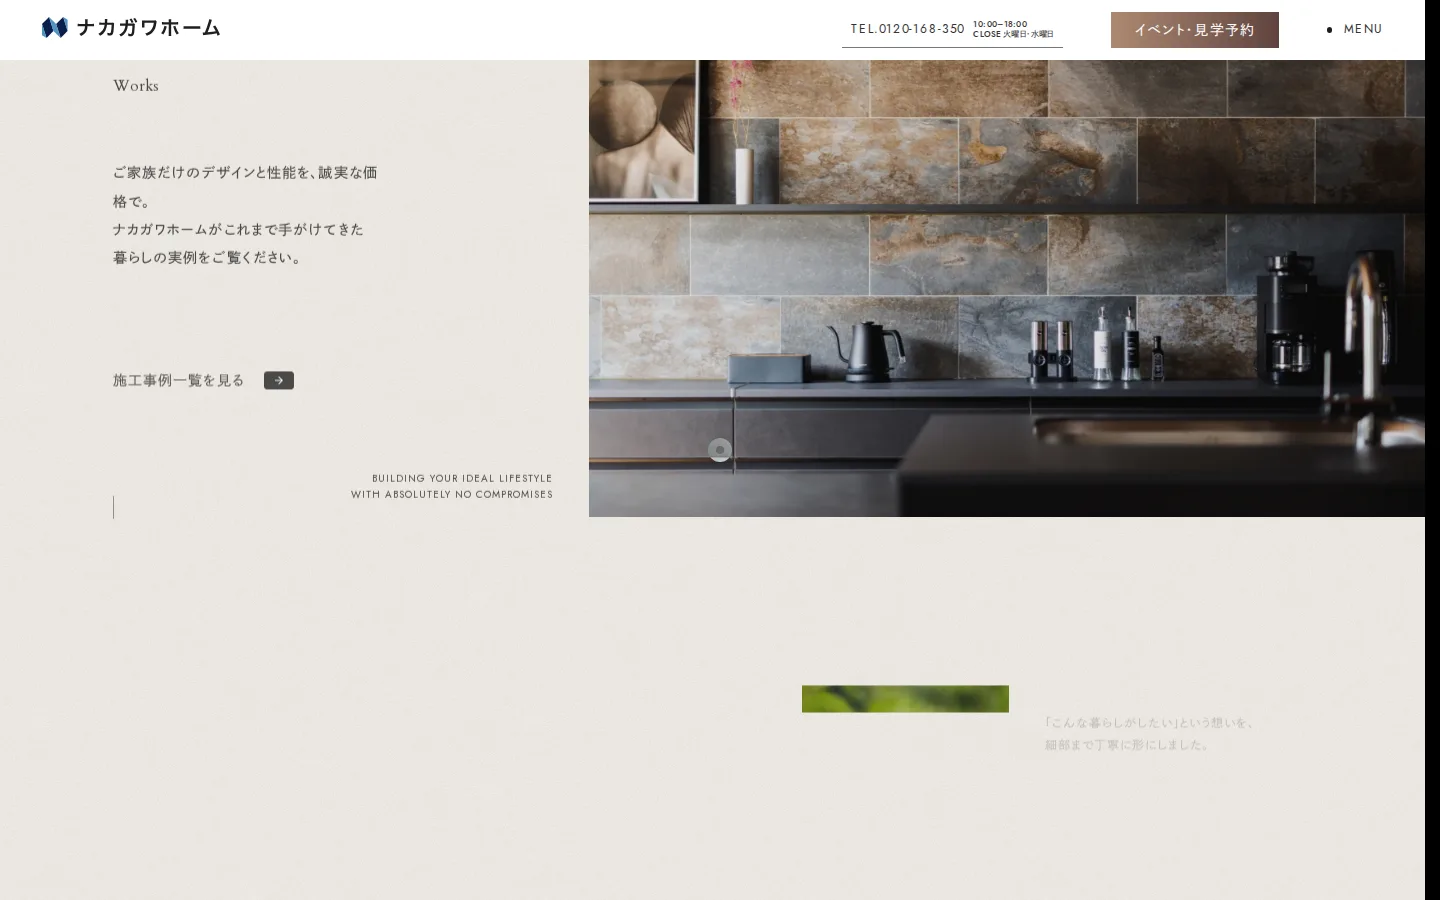 ナカガワホーム
TEL.0120-168-350
10:00–18:00
CLOSE 火曜日・水曜日
イベント・見学予約
MENU
Works
ご家族だけのデザインと性能を、誠実な価
格で。
ナカガワホームがこれまで手がけてきた
暮らしの実例をご覧ください。
施工事例一覧を見る
BUILDING YOUR IDEAL LIFESTYLE
WITH ABSOLUTELY NO COMPROMISES
「こんな暮らしがしたい」という想いを、
細部まで丁寧に形にしました。